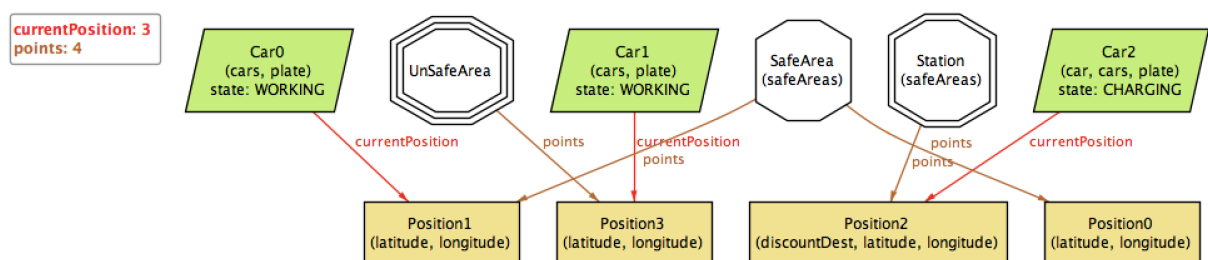 currentPosition: 3
points: 4
Car0
(cars, plate)
state: WORKING
UnSafeArea
Car1
(cars, plate)
state: WORKING
SafeArea
(safeAreas)
Station
(safeAreas)
Car2
(car, cars, plate)
state: CHARGING
currentPosition
points
currentPosition
points
points
points
currentPosition
Position1
(latitude, longitude)
Position3
(latitude, longitude)
Position2
(discountDest, latitude, longitude)
Position0
(latitude, longitude)